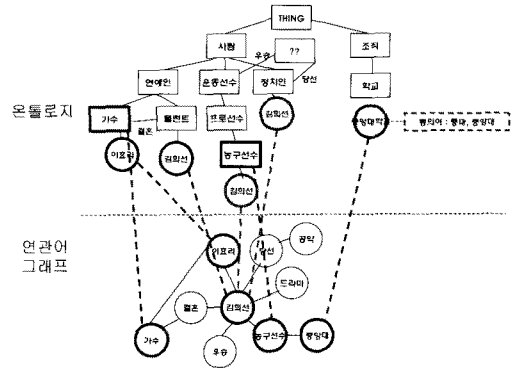 THING
사람
??
조직
우승
연예인
운동선수
정치인
당선
학교
온톨로지
가수
탤런트
프로선수
김희선
중앙대학
동의어 : 중대, 중앙대
결혼
이효리
김희선
농구선수
김희선
연관어
그래프
이효리
당선
공약
드라마
결혼
김희선
가수
우승
농구선수
중앙대